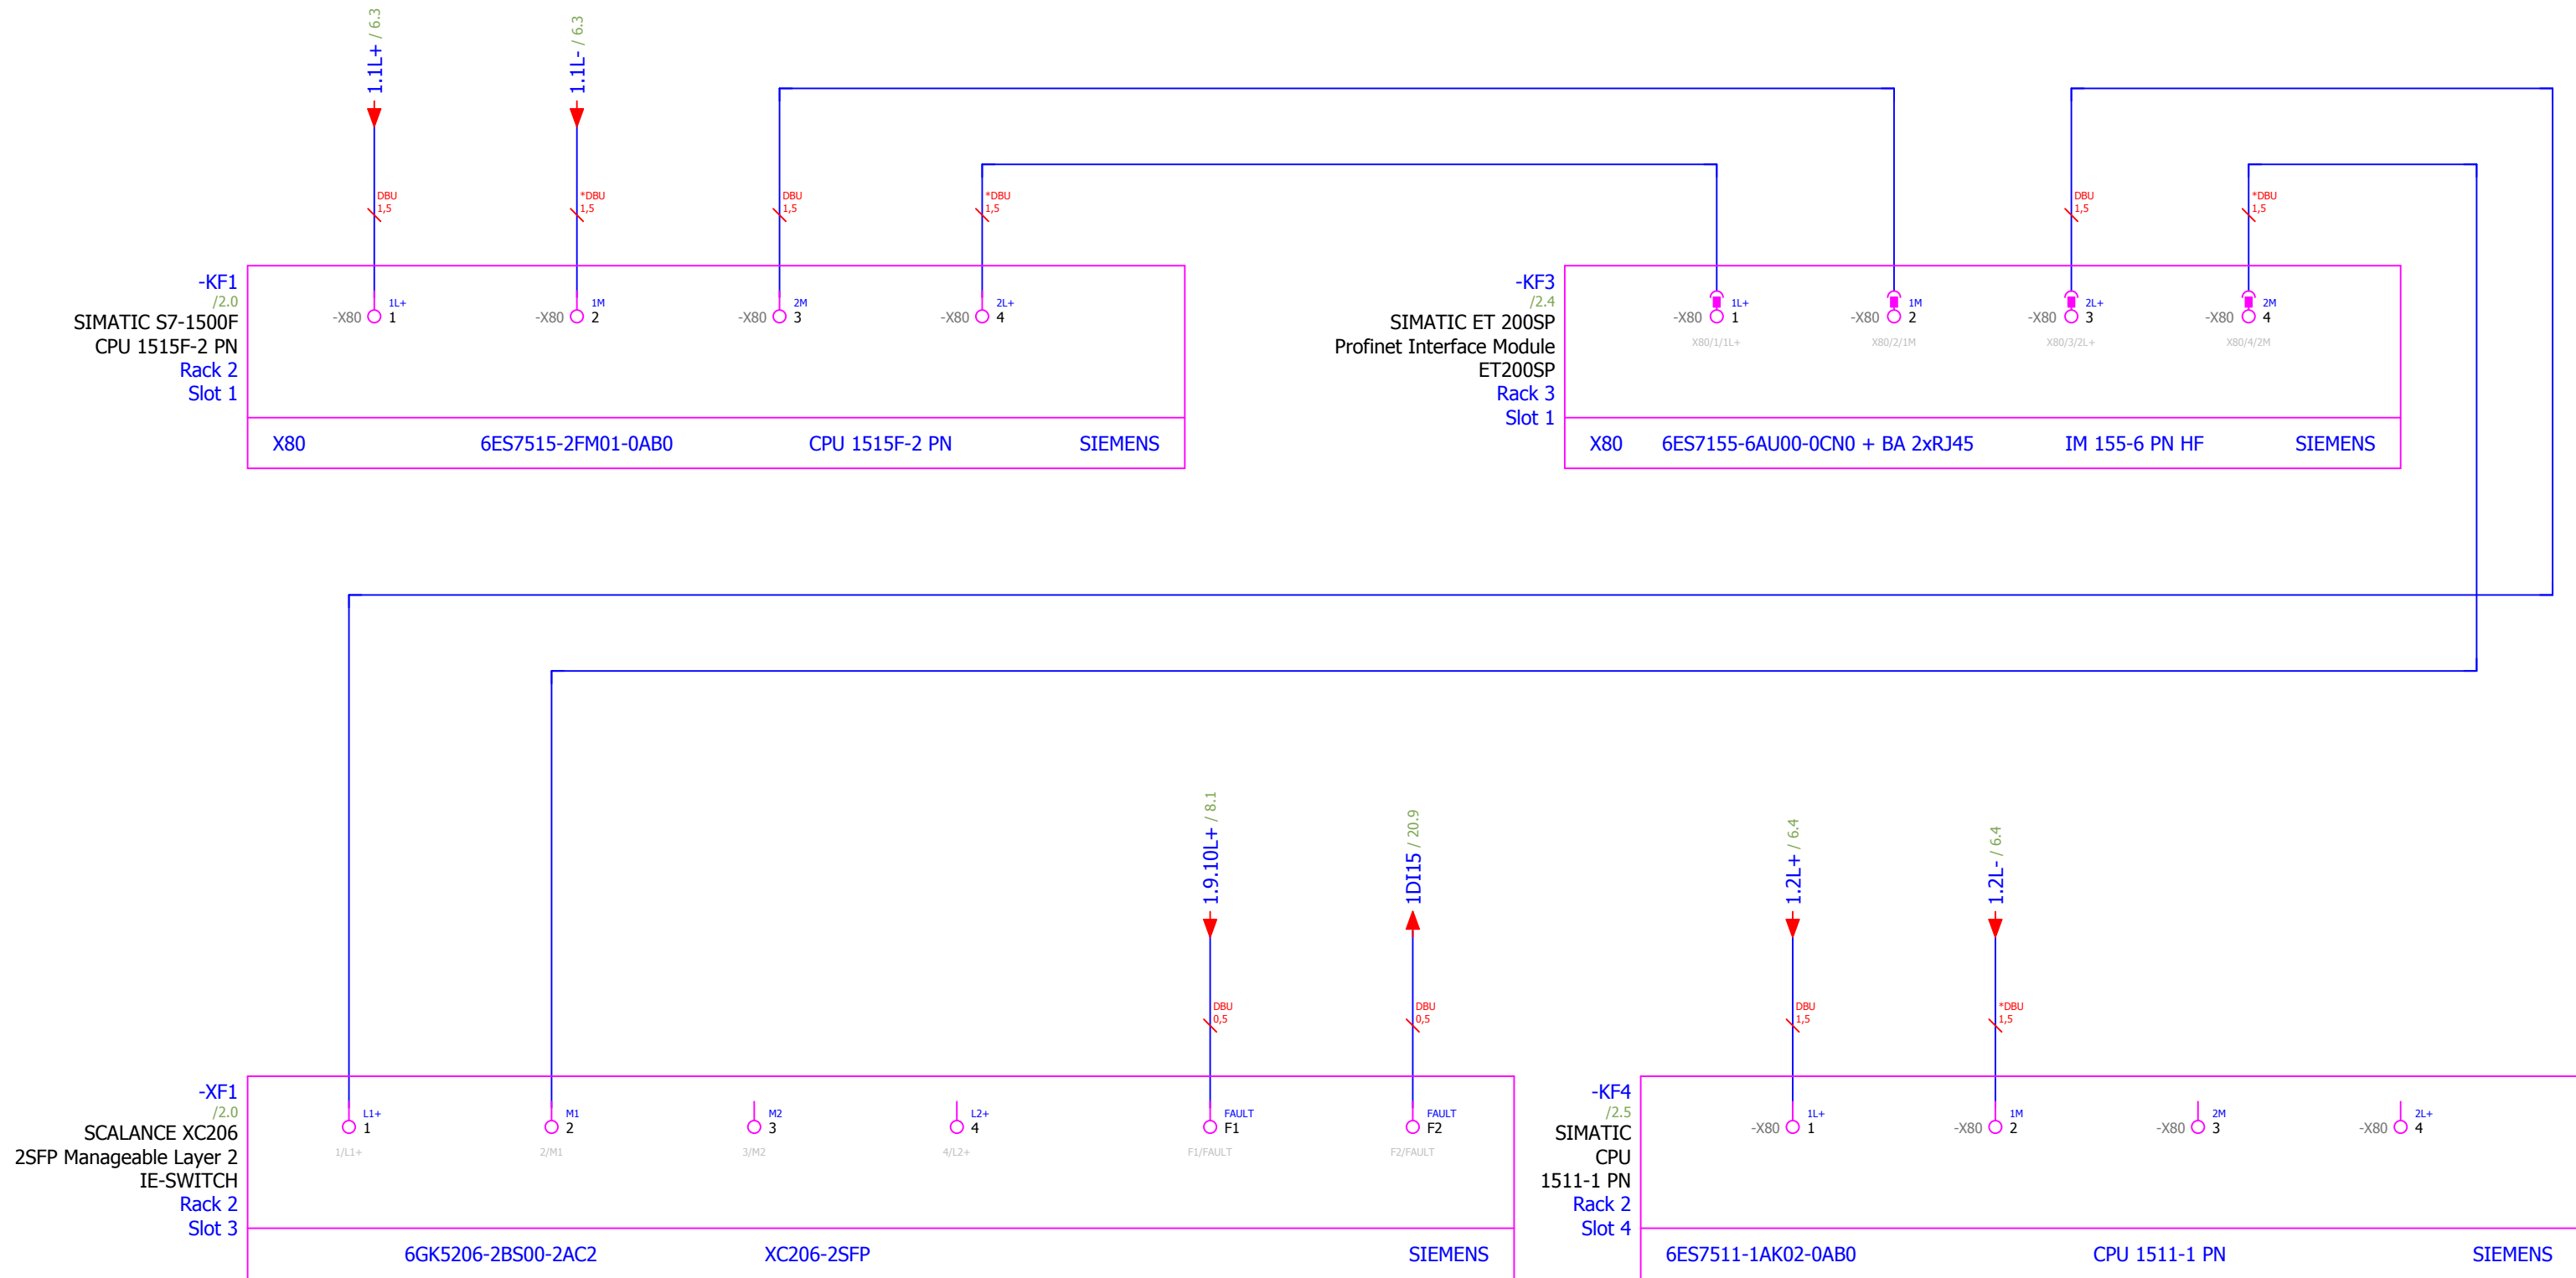 1.1L+ / 6.3
1.1L- / 6.3
DBU
1,5
*DBU
1,5
DBU
1,5
*DBU
1,5
DBU
1,5
*DBU
1,5
-KF1
/2.0
SIMATIC S7-1500F
CPU 1515F-2 PN
Rack 2
Slot 1
1L+
-X80 1
1M
-X80 2
2M
-X80 3
2L+
-X80 4
X80 6ES7515-2FM01-0AB0 CPU 1515F-2 PN SIEMENS
-KF3
/2.4
SIMATIC ET 200SP
Profinet Interface Module
ET200SP
Rack 3
Slot 1
1L+
-X80 1
X80/1/1L+
1M
-X80 2
X80/2/1M
2L+
-X80 3
X80/3/2L+
2M
-X80 4
X80/4/2M
X80 6ES7155-6AU00-0CN0 + BA 2xRJ45 IM 155-6 PN HF SIEMENS
1.9.10L+ / 8.1
1DI15 / 20.9
1.2L+ / 6.4
1.2L- / 6.4
DBU
0,5
DBU
0,5
DBU
1,5
*DBU
1,5
-XF1
/2.0
SCALANCE XC206
2SFP Manageable Layer 2
IE-SWITCH
Rack 2
Slot 3
L1+
1
1/L1+
M1
2
2/M1
M2
3
3/M2
L2+
4
4/L2+
FAULT
F1
F1/FAULT
FAULT
F2
F2/FAULT
6GK5206-2BS00-2AC2 XC206-2SFP SIEMENS
-KF4
/2.5
SIMATIC
CPU
1511-1 PN
Rack 2
Slot 4
1L+
-X80 1
1M
-X80 2
2M
-X80 3
2L+
-X80 4
6ES7511-1AK02-0AB0 CPU 1511-1 PN SIEMENS